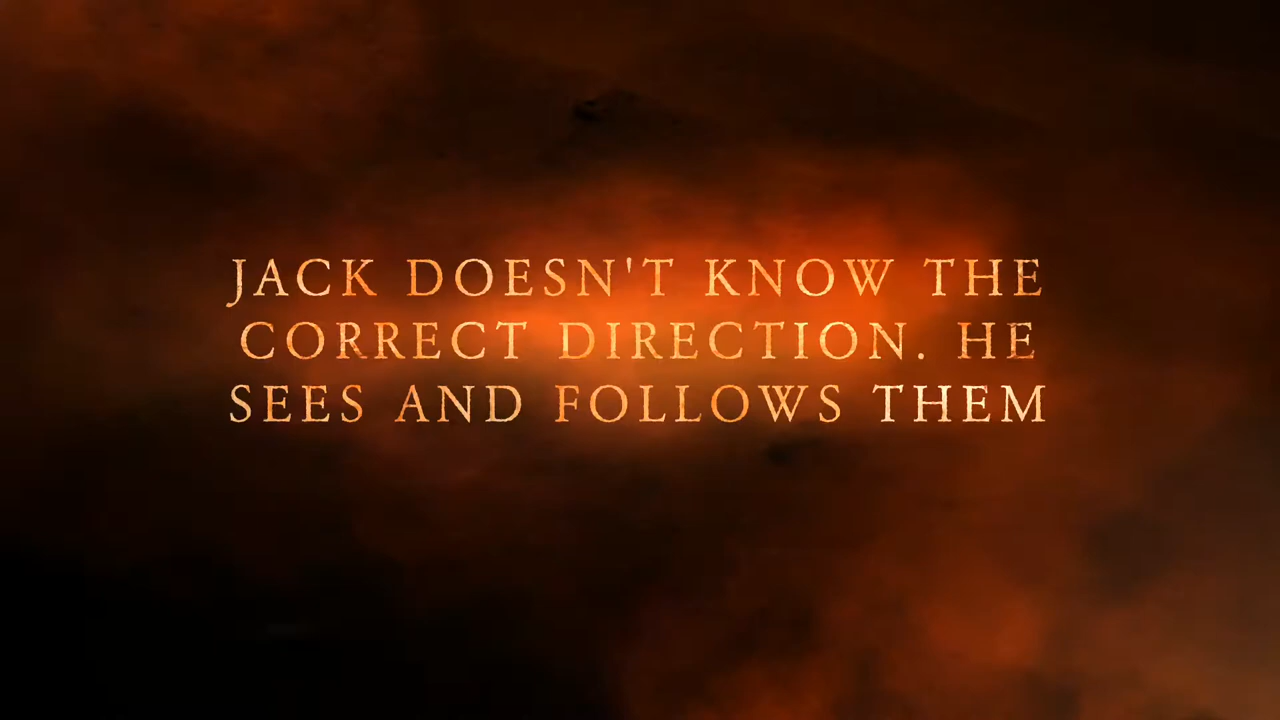 JACK DOESN'T KNOW THE
CORRECT DIRECTION. HE
SEES AND FOLLOWS THEM